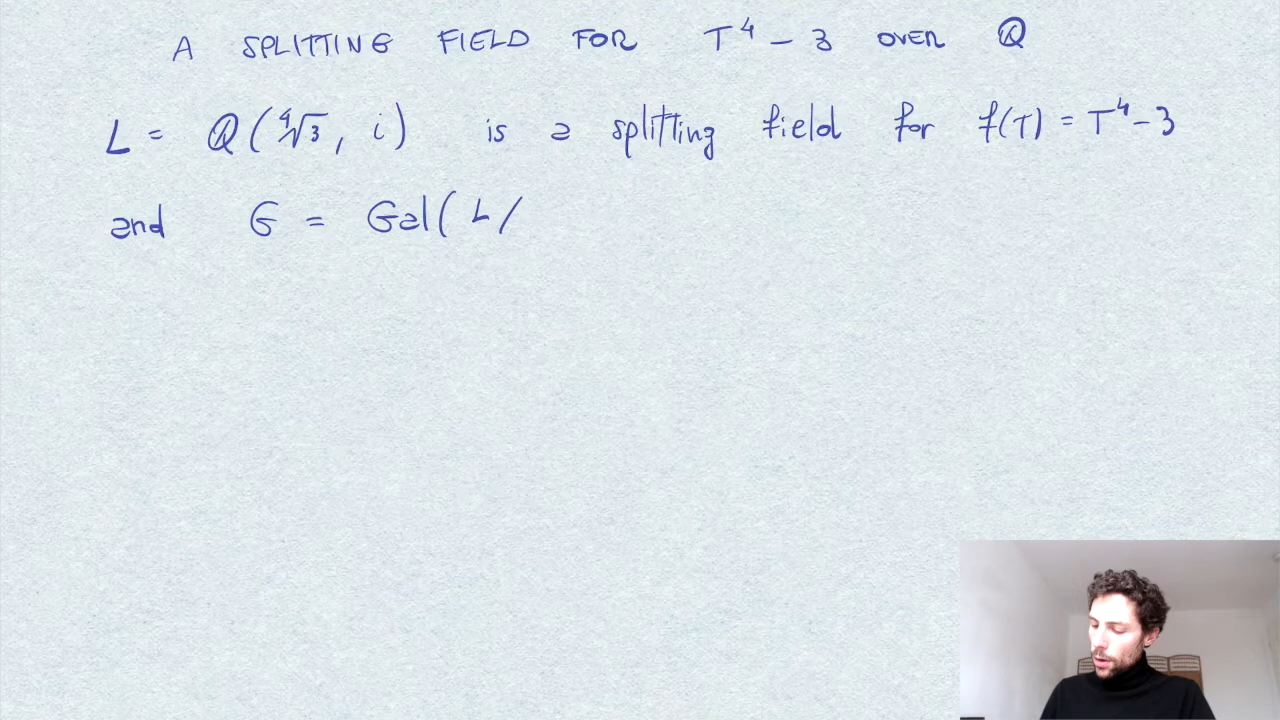 A SPLITTING FIELD FOR T⁴ - 3 OVER ℚ
L = ℚ(∜3, i) is a splitting field for f(T) = T⁴-3
and G = Gal( L /